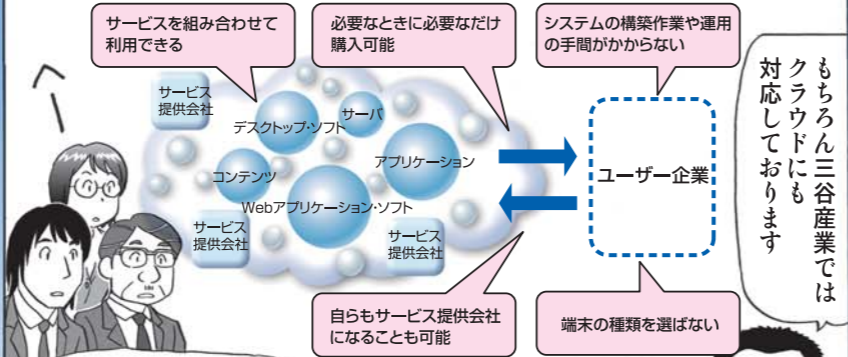 サービスを組み合わせて
利用できる
必要なときに必要なだけ
購入可能
システムの構築作業や運用
の手間がかからない
もちろん三谷産業では
クラウドにも
対応しております
サービス
提供会社
デスクトップ・ソフト
サーバ
コンテンツ
アプリケーション
Webアプリケーション・ソフト
サービス
提供会社
サービス
提供会社
ユーザー企業
自らもサービス提供会社
になることも可能
端末の種類を選ばない